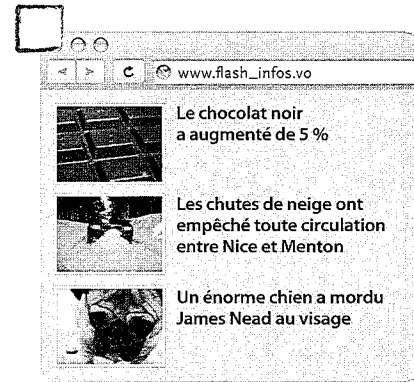 www.flash_infos.vo
Le chocolat noir
a augmenté de 5 %
Les chutes de neige ont
empêché toute circulation
entre Nice et Menton
Un énorme chien a mordu
James Nead au visage